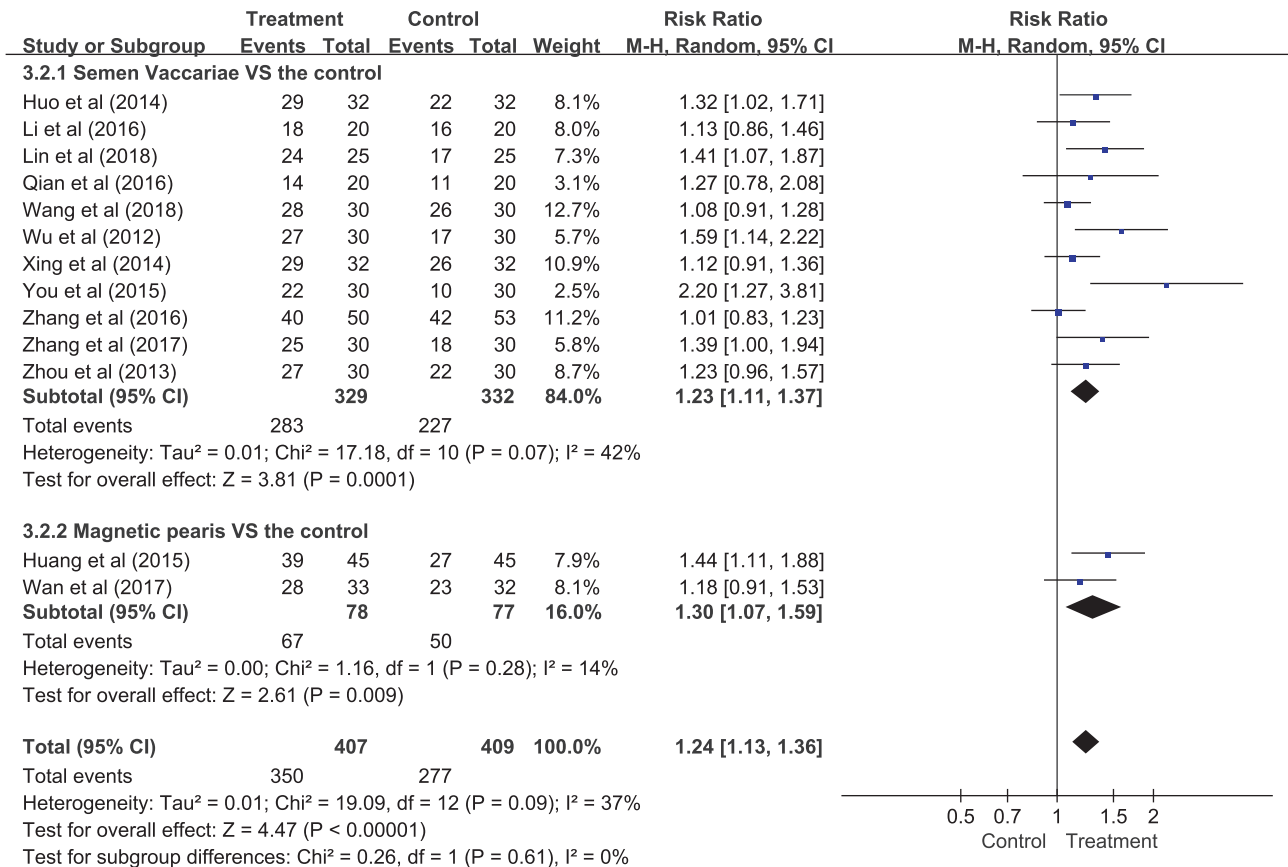 Treatment Control Risk Ratio Risk Ratio
Study or Subgroup Events Total Events Total Weight M-H, Random, 95% CI M-H, Random, 95% CI
3.2.1 Semen Vaccariae VS the control
Huo et al (2014) 29 32 22 32 8.1% 1.32 [1.02, 1.71]
Li et al (2016) 18 20 16 20 8.0% 1.13 [0.86, 1.46]
Lin et al (2018) 24 25 17 25 7.3% 1.41 [1.07, 1.87]
Qian et al (2016) 14 20 11 20 3.1% 1.27 [0.78, 2.08]
Wang et al (2018) 28 30 26 30 12.7% 1.08 [0.91, 1.28]
Wu et al (2012) 27 30 17 30 5.7% 1.59 [1.14, 2.22]
Xing et al (2014) 29 32 26 32 10.9% 1.12 [0.91, 1.36]
You et al (2015) 22 30 10 30 2.5% 2.20 [1.27, 3.81]
Zhang et al (2016) 40 50 42 53 11.2% 1.01 [0.83, 1.23]
Zhang et al (2017) 25 30 18 30 5.8% 1.39 [1.00, 1.94]
Zhou et al (2013) 27 30 22 30 8.7% 1.23 [0.96, 1.57]
Subtotal (95% CI) 329 332 84.0% 1.23 [1.11, 1.37]
Total events 283 227
Heterogeneity: Tau² = 0.01; Chi² = 17.18, df = 10 (P = 0.07); I² = 42%
Test for overall effect: Z = 3.81 (P = 0.0001)
3.2.2 Magnetic pearis VS the control
Huang et al (2015) 39 45 27 45 7.9% 1.44 [1.11, 1.88]
Wan et al (2017) 28 33 23 32 8.1% 1.18 [0.91, 1.53]
Subtotal (95% CI) 78 77 16.0% 1.30 [1.07, 1.59]
Total events 67 50
Heterogeneity: Tau² = 0.00; Chi² = 1.16, df = 1 (P = 0.28); I² = 14%
Test for overall effect: Z = 2.61 (P = 0.009)
Total (95% CI) 407 409 100.0% 1.24 [1.13, 1.36]
Total events 350 277
Heterogeneity: Tau² = 0.01; Chi² = 19.09, df = 12 (P = 0.09); I² = 37%
Test for overall effect: Z = 4.47 (P < 0.00001)
Test for subgroup differences: Chi² = 0.26, df = 1 (P = 0.61), I² = 0%
0.5 0.7 1 1.5 2
Control Treatment